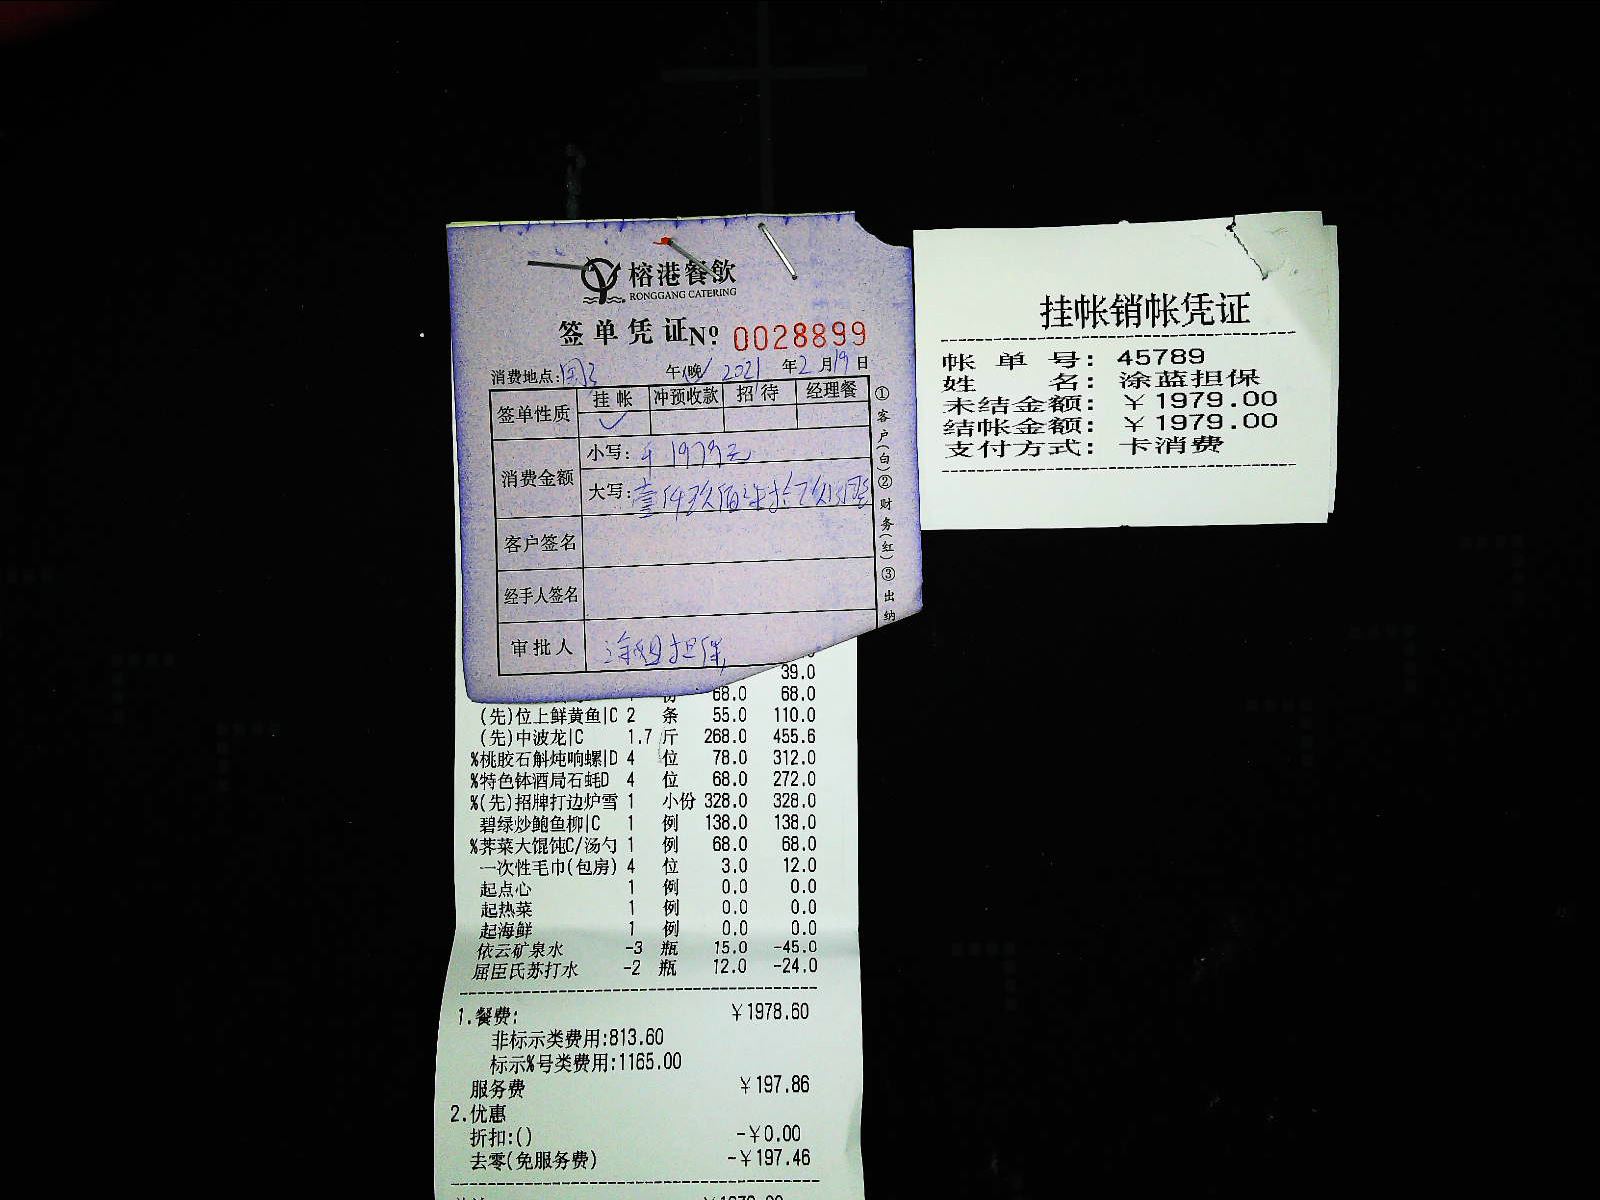 榕港餐飲
RONGGANG CATERING
签单凭证№ 0028899
消费地点: 午/晚 2021 年2月19日
签单性质 挂帐 冲预收款 招待 经理餐
消费金额
小写: 1979元
大写:
客户签名
经手人签名
审批人 涂姐担保
①客户(白)②财务(红)③出纳
挂帐销帐凭证
帐单号: 45789
姓名: 涂蓝担保
未结金额: ￥1979.00
结帐金额: ￥1979.00
支付方式: 卡消费
39.0
份 68.0 68.0
(先)位上鲜黄鱼|C 2 条 55.0 110.0
(先)中波龙|C 1.7 斤 268.0 455.6
%桃胶石斛炖响螺|D 4 位 78.0 312.0
%特色钵酒局石蚝D 4 位 68.0 272.0
%(先)招牌打边炉雪 1 小份 328.0 328.0
碧绿炒鲍鱼柳|C 1 例 138.0 138.0
%荠菜大馄饨C/汤勺 1 例 68.0 68.0
一次性毛巾(包房) 4 位 3.0 12.0
起点心 1 例 0.0 0.0
起热菜 1 例 0.0 0.0
起海鲜 1 例 0.0 0.0
依云矿泉水 -3 瓶 15.0 -45.0
屈臣氏苏打水 -2 瓶 12.0 -24.0
1.餐费: ￥1978.60
非标示类费用:813.60
标示%号类费用:1165.00
服务费 ￥197.86
2.优惠
折扣:() -￥0.00
去零(免服务费) -￥197.46